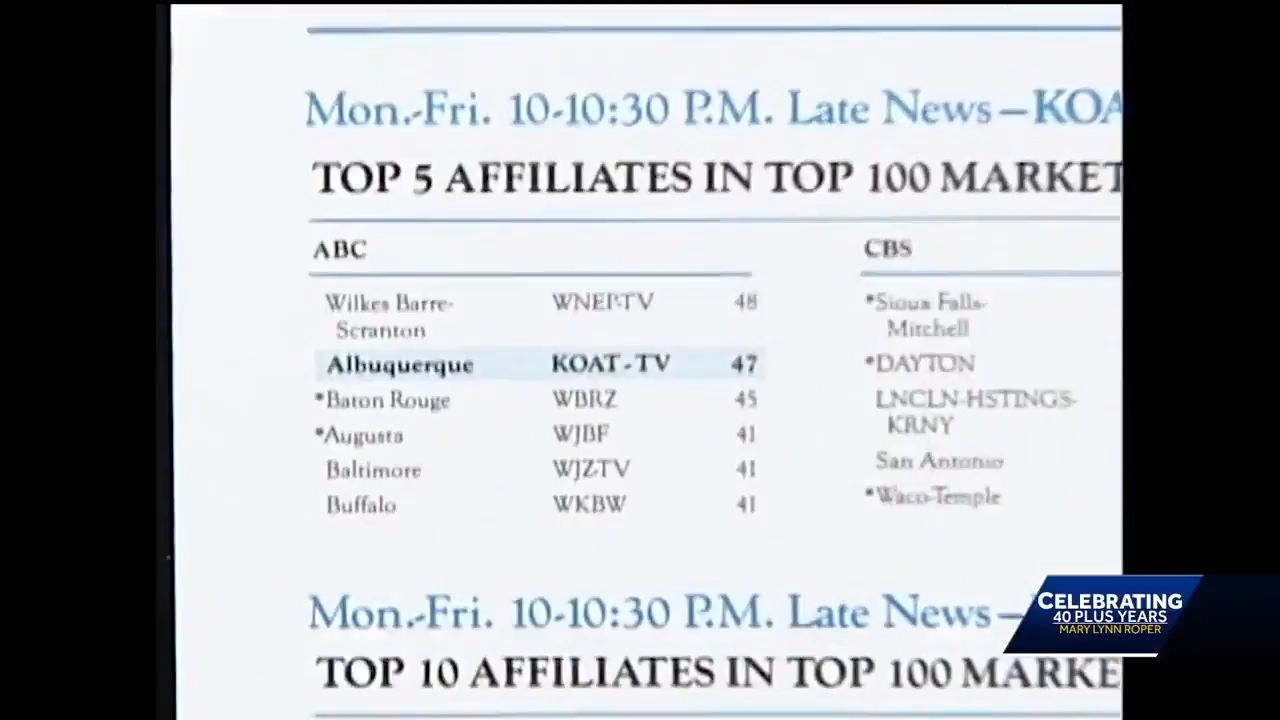 Mon.-Fri. 10-10:30 P.M. Late News—KOA
TOP 5 AFFILIATES IN TOP 100 MARKET
ABC
Wilkes Barre-
Scranton WNEP-TV 48
Albuquerque KOAT-TV 47
*Baton Rouge WBRZ 45
*Augusta WJBF 41
Baltimore WJZ-TV 41
Buffalo WKBW 41
CBS
*Sioux Falls-
Mitchell
*DAYTON
LNCLN-HSTINGS-
KRNY
San Antonio
*Waco-Temple
Mon.-Fri. 10-10:30 P.M. Late News—
TOP 10 AFFILIATES IN TOP 100 MARKE
CELEBRATING
40 PLUS YEARS
MARY LYNN ROPER